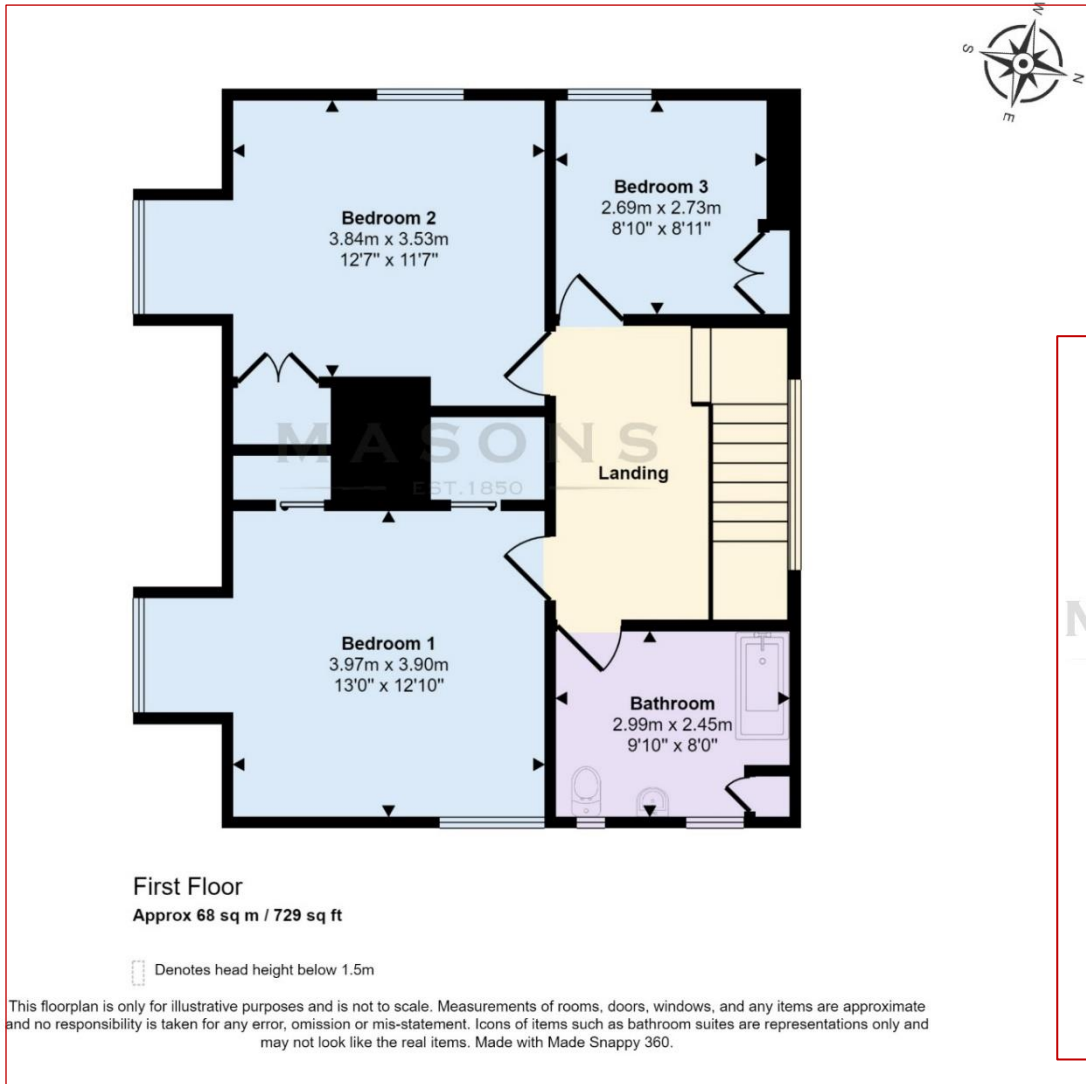 W
S
N
E
Bedroom 2
3.84m x 3.53m
12'7" x 11'7"
Bedroom 3
2.69m x 2.73m
8'10" x 8'11"
MASONS
EST.1850
Landing
Bedroom 1
3.97m x 3.90m
13'0" x 12'10"
Bathroom
2.99m x 2.45m
9'10" x 8'0"
M
First Floor
Approx 68 sq m / 729 sq ft
Denotes head height below 1.5m
This floorplan is only for illustrative purposes and is not to scale. Measurements of rooms, doors, windows, and any items are approximate
and no responsibility is taken for any error, omission or mis-statement. Icons of items such as bathroom suites are representations only and
may not look like the real items. Made with Made Snappy 360.